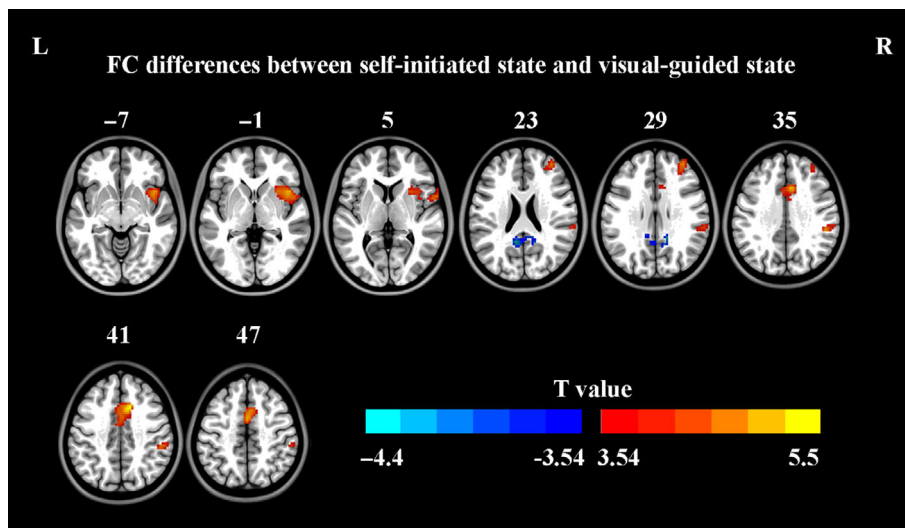 L R
FC differences between self-initiated state and visual-guided state
–7 –1 5 23 29 35
41 47
T value
–4.4 -3.54 3.54 5.5